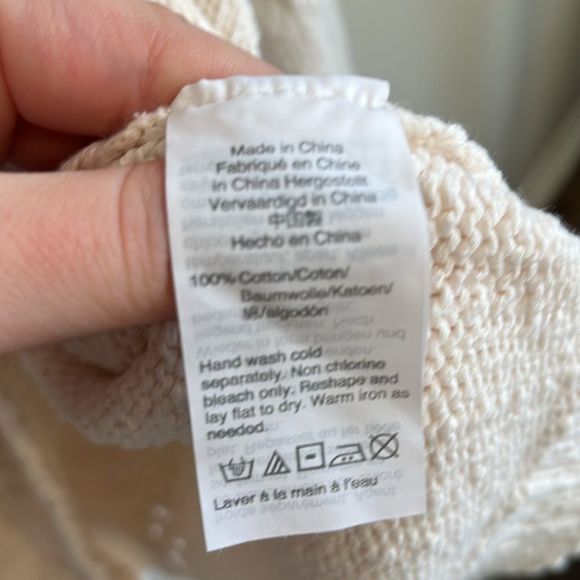 Made in China
Fabriqué en Chine
In China Hergestellt
Vervaardigd in China
中国製
Hecho en China
100% Cotton/Coton/
Baumwolle/Katoen/
綿/algodón
Hand wash cold
separately. Non chlorine
bleach only. Reshape and
lay flat to dry. Warm iron as
needed.
Laver à la main à l'eau